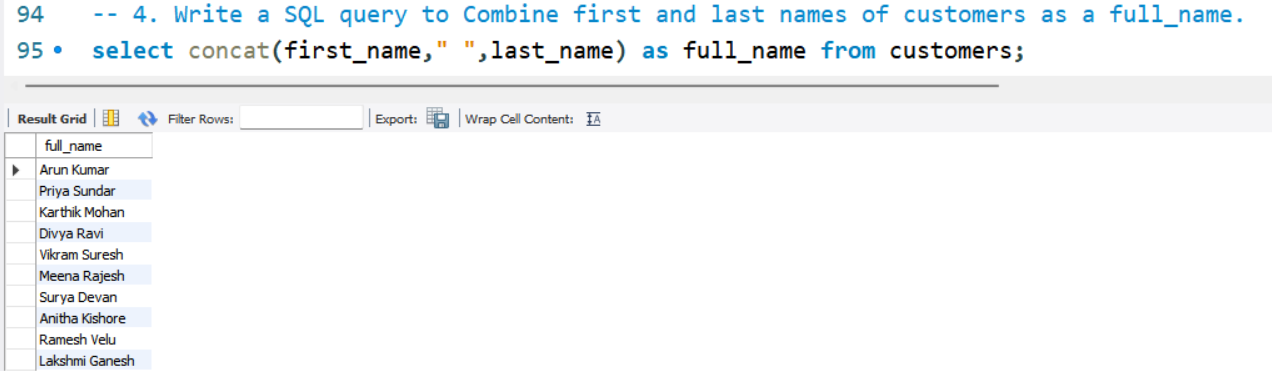 94 -- 4. Write a SQL query to Combine first and last names of customers as a full_name.
95 select concat(first_name," ",last_name) as full_name from customers;
Result Grid Filter Rows: Export: Wrap Cell Content:
full_name
Arun Kumar
Priya Sundar
Karthik Mohan
Divya Ravi
Vikram Suresh
Meena Rajesh
Surya Devan
Anitha Kishore
Ramesh Velu
Lakshmi Ganesh